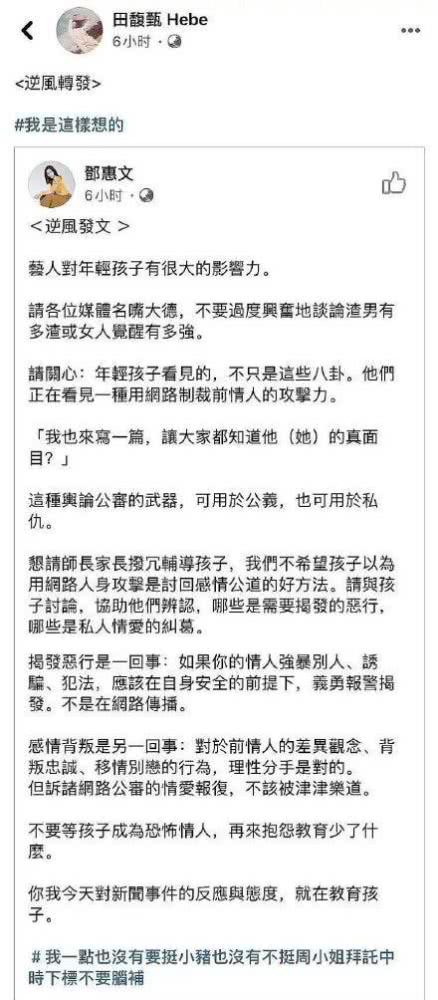 田馥甄 Hebe
6小时
<逆風轉發>
#我是這樣想的
鄧惠文
6小时
＜逆風發文 ＞
藝人對年輕孩子有很大的影響力。
請各位媒體名嘴大德，不要過度興奮地談論渣男有
多渣或女人覺醒有多強。
請關心：年輕孩子看見的，不只是這些八卦。他們
正在看見一種用網路制裁前情人的攻擊力。
「我也來寫一篇，讓大家都知道他（她）的真面
目？」
這種輿論公審的武器，可用於公義，也可用於私
仇。
懇請師長家長撥冗輔導孩子，我們不希望孩子以為
用網路人身攻擊是討回感情公道的好方法。請與孩
子討論，協助他們辨認，哪些是需要揭發的惡行，
哪些是私人情愛的糾葛。
揭發惡行是一回事：如果你的情人強暴別人、誘
騙、犯法，應該在自身安全的前提下，義勇報警揭
發。不是在網路傳播。
感情背叛是另一回事：對於前情人的差異觀念、背
叛忠誠、移情別戀的行為，理性分手是對的。
但訴諸網路公審的情愛報復，不該被津津樂道。
不要等孩子成為恐怖情人，再來抱怨教育少了什
麼。
你我今天對新聞事件的反應與態度，就在教育孩
子。
＃我一點也沒有要挺小豬也沒有不挺周小姐拜託中
時下標不要腦補